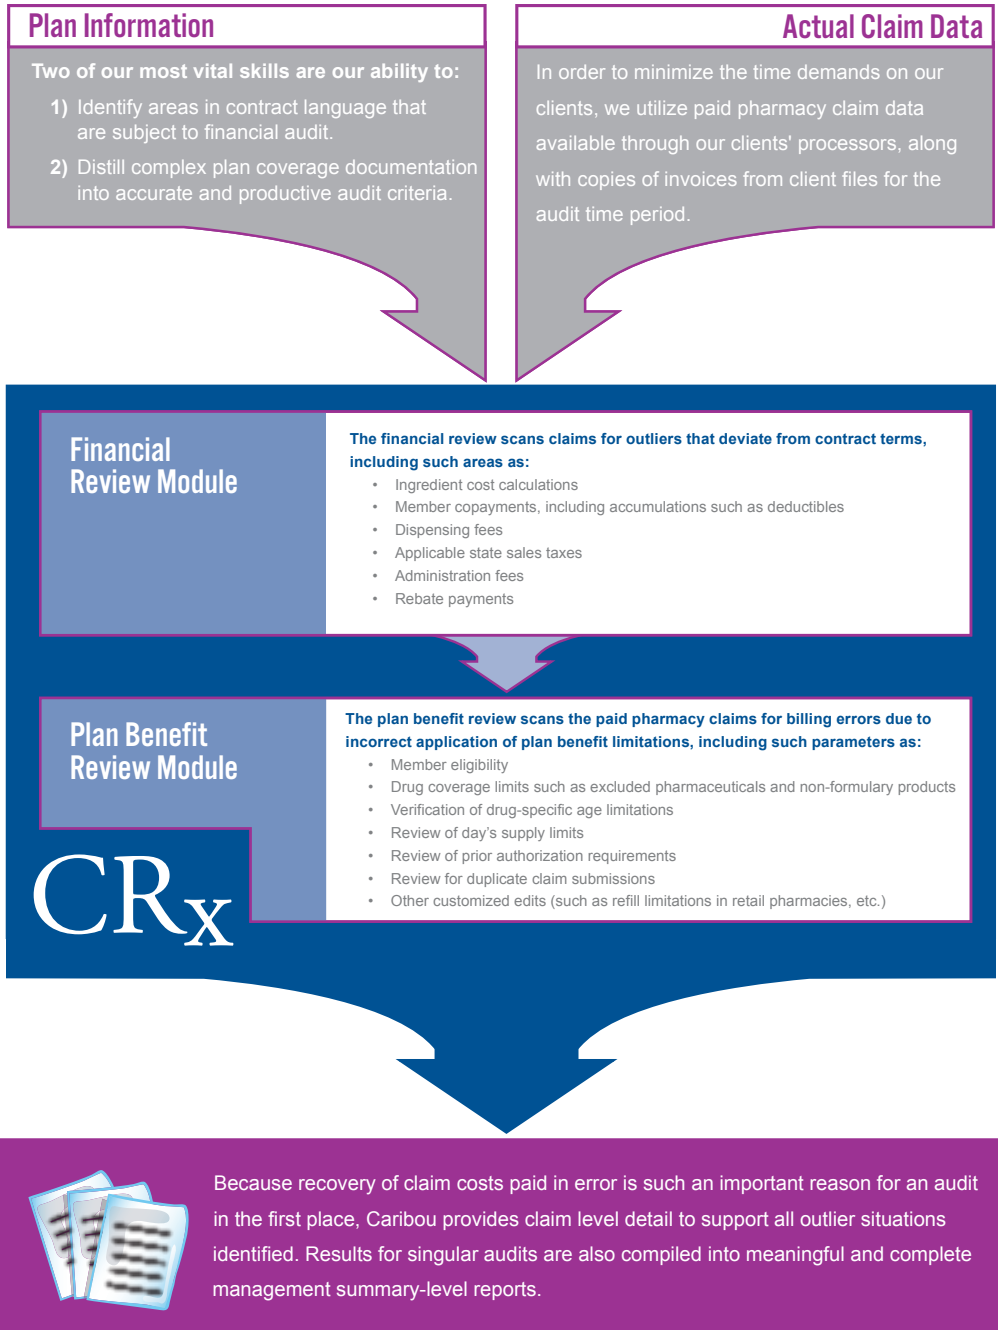 Plan Information
Two of our most vital skills are our ability to:
1) Identify areas in contract language that
are subject to financial audit.
2) Distill complex plan coverage documentation
into accurate and productive audit criteria.
Actual Claim Data
In order to minimize the time demands on our
clients, we utilize paid pharmacy claim data
available through our clients' processors, along
with copies of invoices from client files for the
audit time period.
Financial
Review Module
The financial review scans claims for outliers that deviate from contract terms,
including such areas as:
• Ingredient cost calculations
• Member copayments, including accumulations such as deductibles
• Dispensing fees
• Applicable state sales taxes
• Administration fees
• Rebate payments
Plan Benefit
Review Module
The plan benefit review scans the paid pharmacy claims for billing errors due to
incorrect application of plan benefit limitations, including such parameters as:
• Member eligibility
• Drug coverage limits such as excluded pharmaceuticals and non-formulary products
• Verification of drug-specific age limitations
• Review of day’s supply limits
• Review of prior authorization requirements
• Review for duplicate claim submissions
• Other customized edits (such as refill limitations in retail pharmacies, etc.)
CRx
Because recovery of claim costs paid in error is such an important reason for an audit
in the first place, Caribou provides claim level detail to support all outlier situations
identified. Results for singular audits are also compiled into meaningful and complete
management summary-level reports.